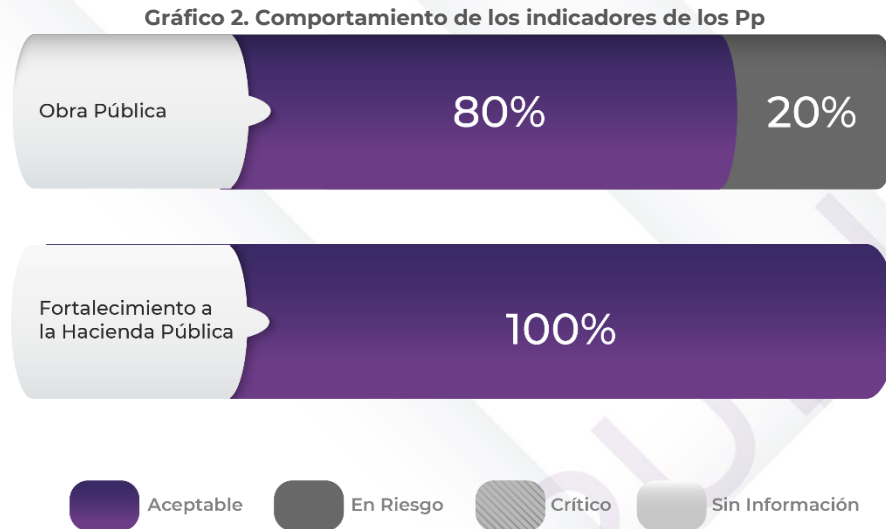 Gráfico 2. Comportamiento de los indicadores de los Pp
Obra Pública
80%
20%
Fortalecimiento a
la Hacienda Pública
100%
Aceptable
En Riesgo
Crítico
Sin Información